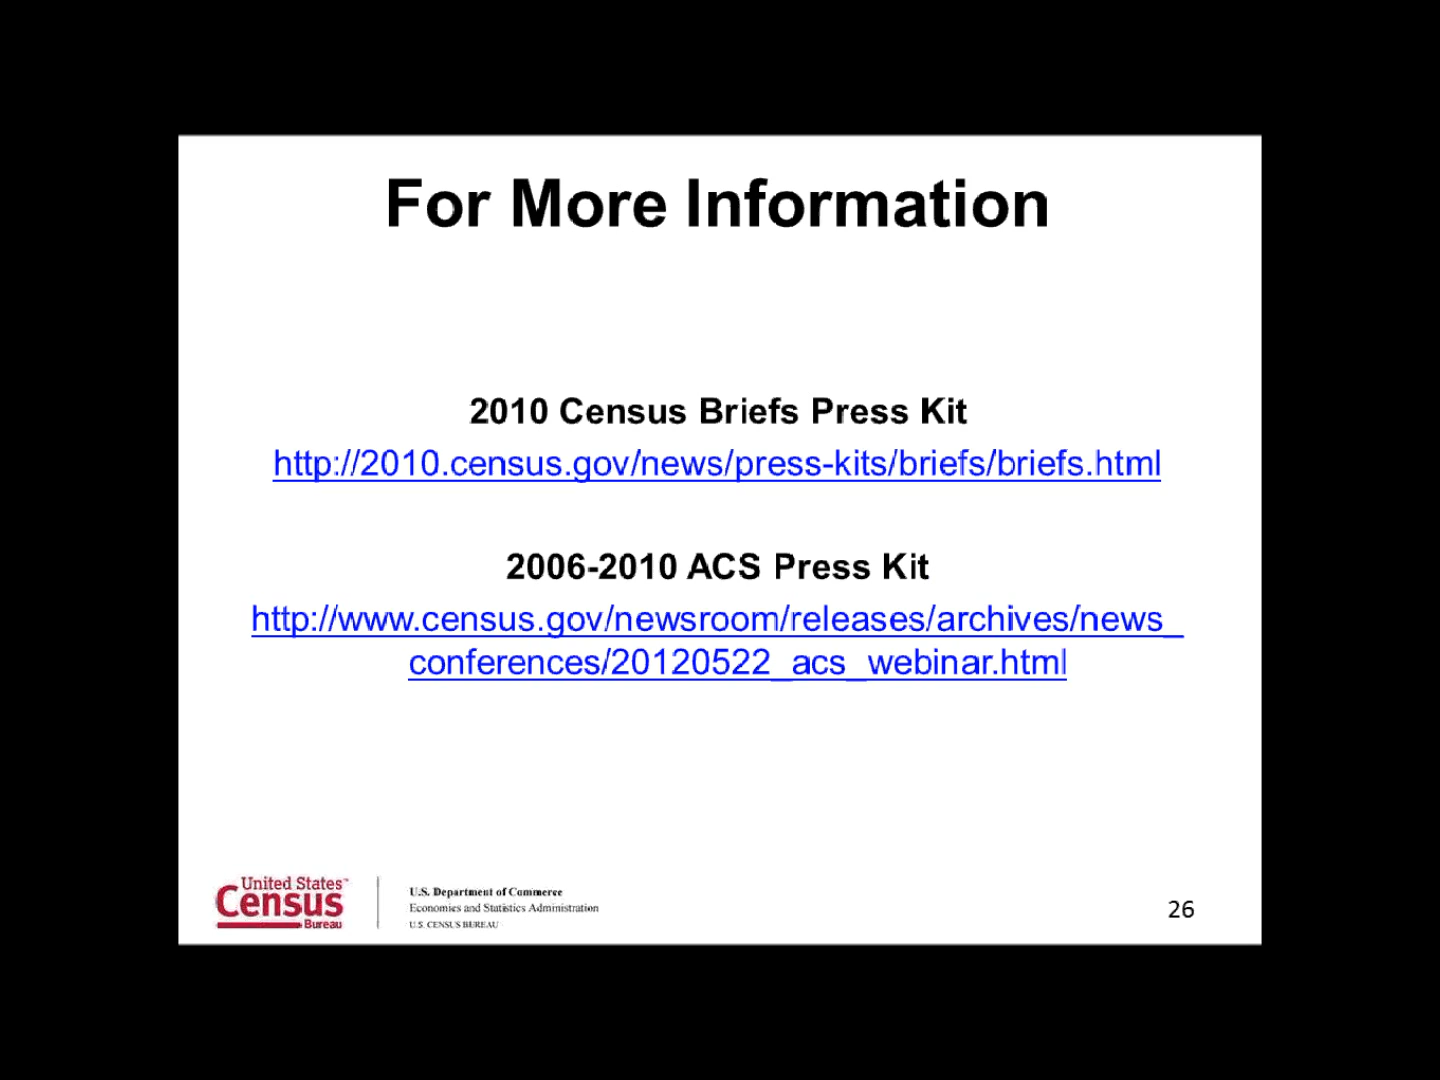 For More Information
2010 Census Briefs Press Kit
http://2010.census.gov/news/press-kits/briefs/briefs.html
2006-2010 ACS Press Kit
http://www.census.gov/newsroom/releases/archives/news_
conferences/20120522_acs_webinar.html
United States™
Census
Bureau
U.S. Department of Commerce
Economics and Statistics Administration
U.S. CENSUS BUREAU
26